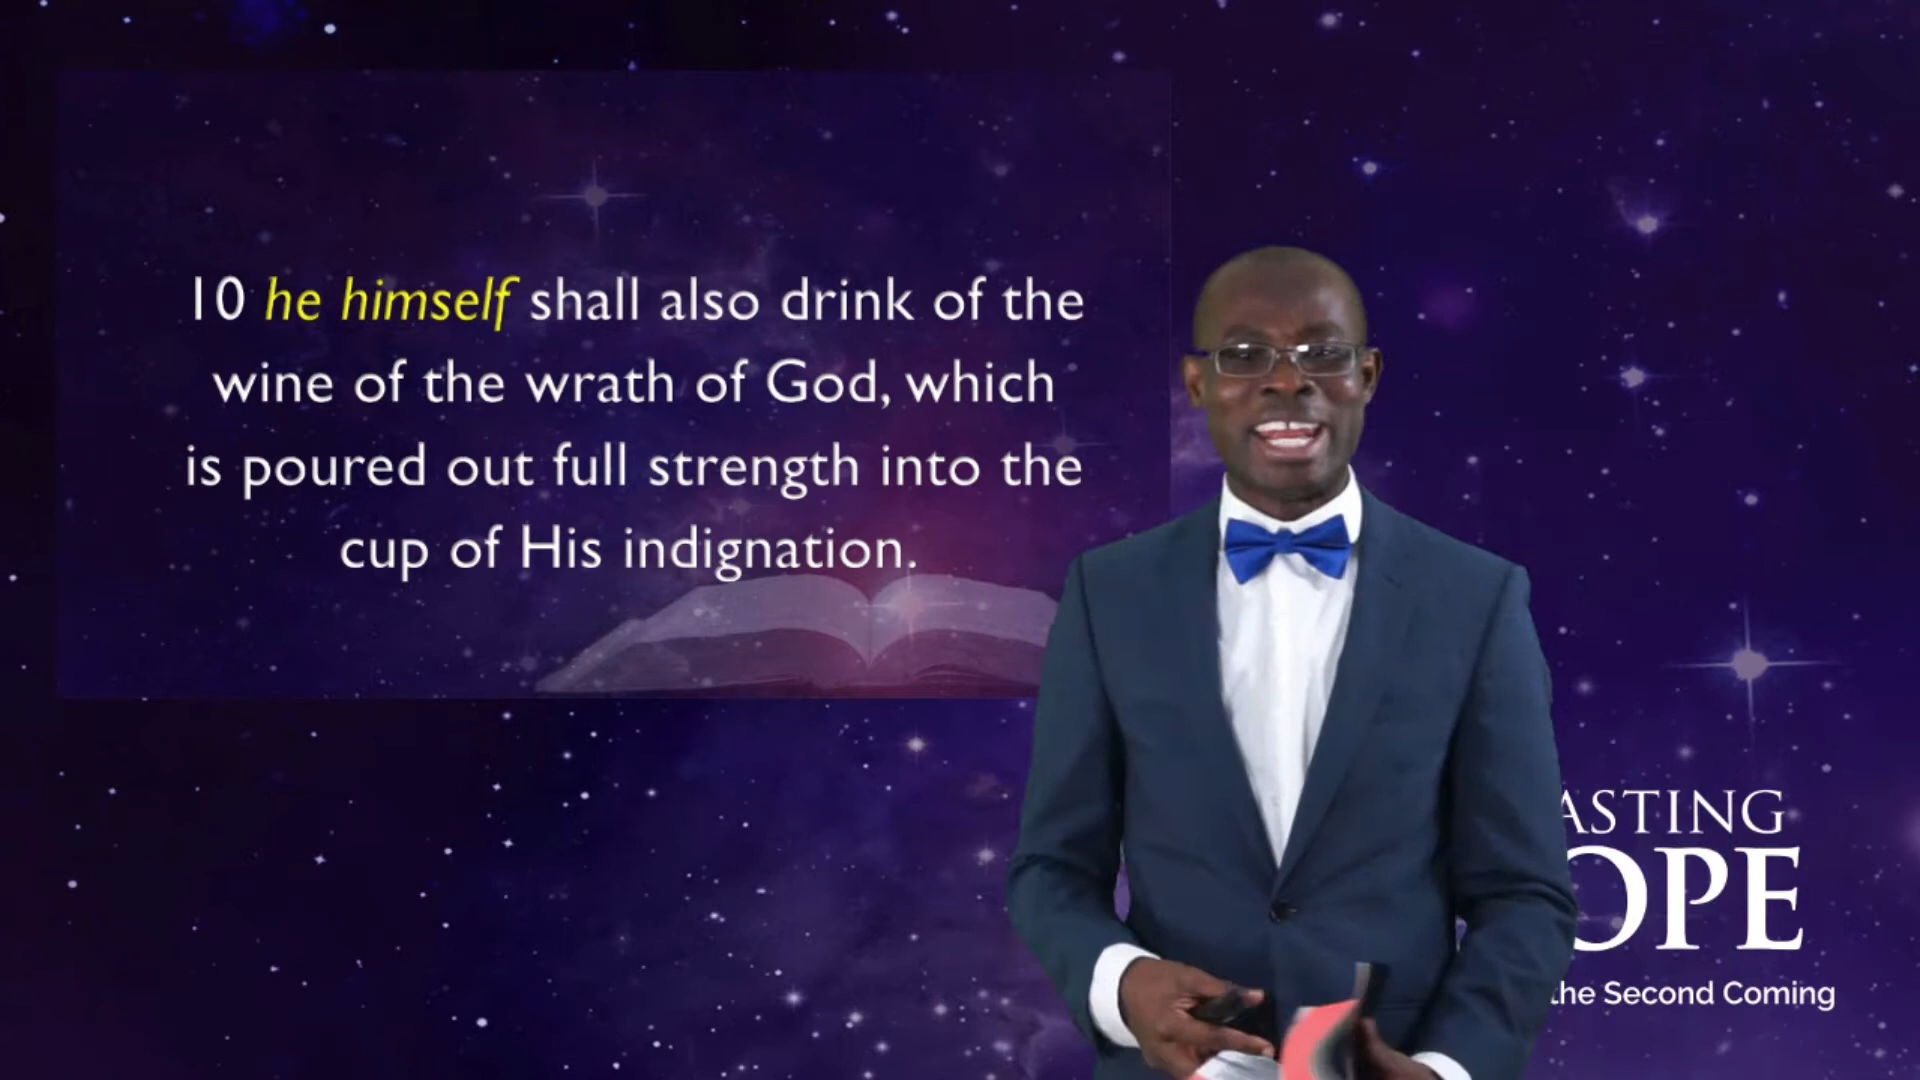 10 he himself shall also drink of the
wine of the wrath of God, which
is poured out full strength into the
cup of His indignation.
ASTING
OPE
the Second Coming